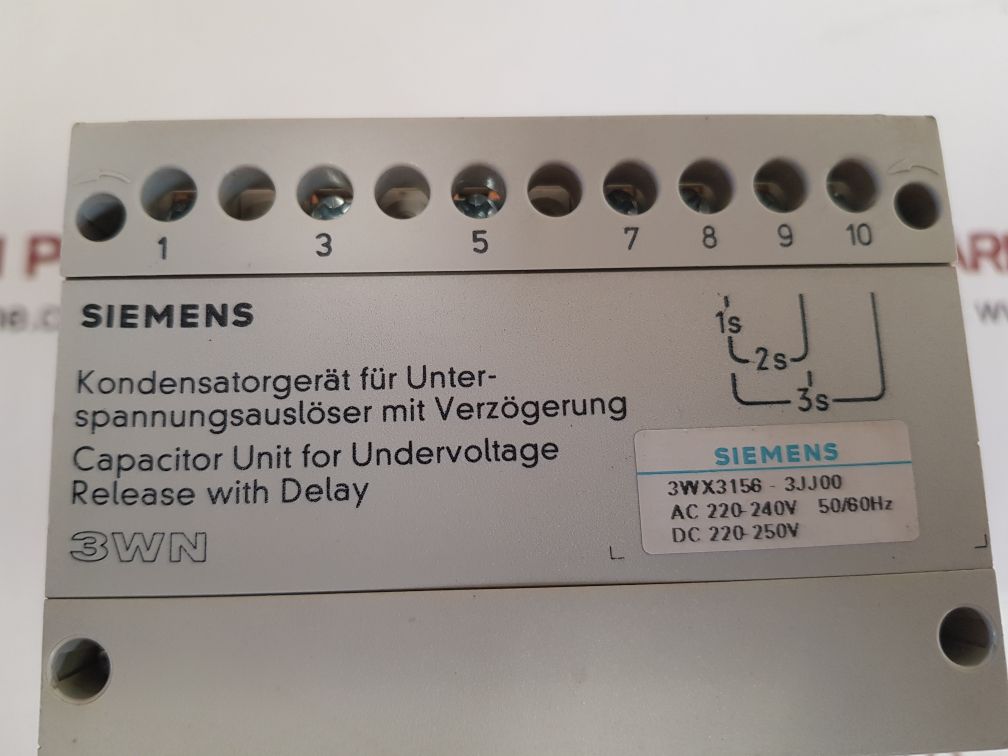 1 3 5 7 8 9 10
SIEMENS
1s
2s
3s
Kondensatorgerät für Unter-
spannungsauslöser mit Verzögerung
Capacitor Unit for Undervoltage
Release with Delay
3WN
SIEMENS
3WX3156 - 3JJ00
AC 220-240V 50/60Hz
DC 220-250V